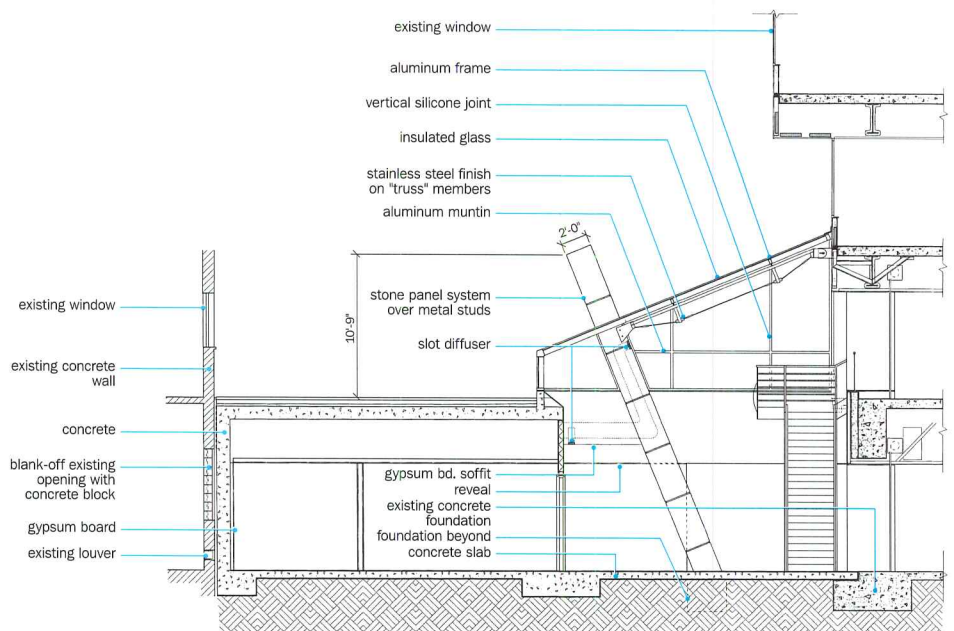 existing window
aluminum frame
vertical silicone joint
insulated glass
stainless steel finish
on "truss" members
aluminum muntin
2'-0"
stone panel system
over metal studs
10'-9"
slot diffuser
existing window
existing concrete
wall
concrete
blank-off existing
opening with
concrete block
gypsum board
existing louver
gypsum bd. soffit
reveal
existing concrete
foundation
foundation beyond
concrete slab